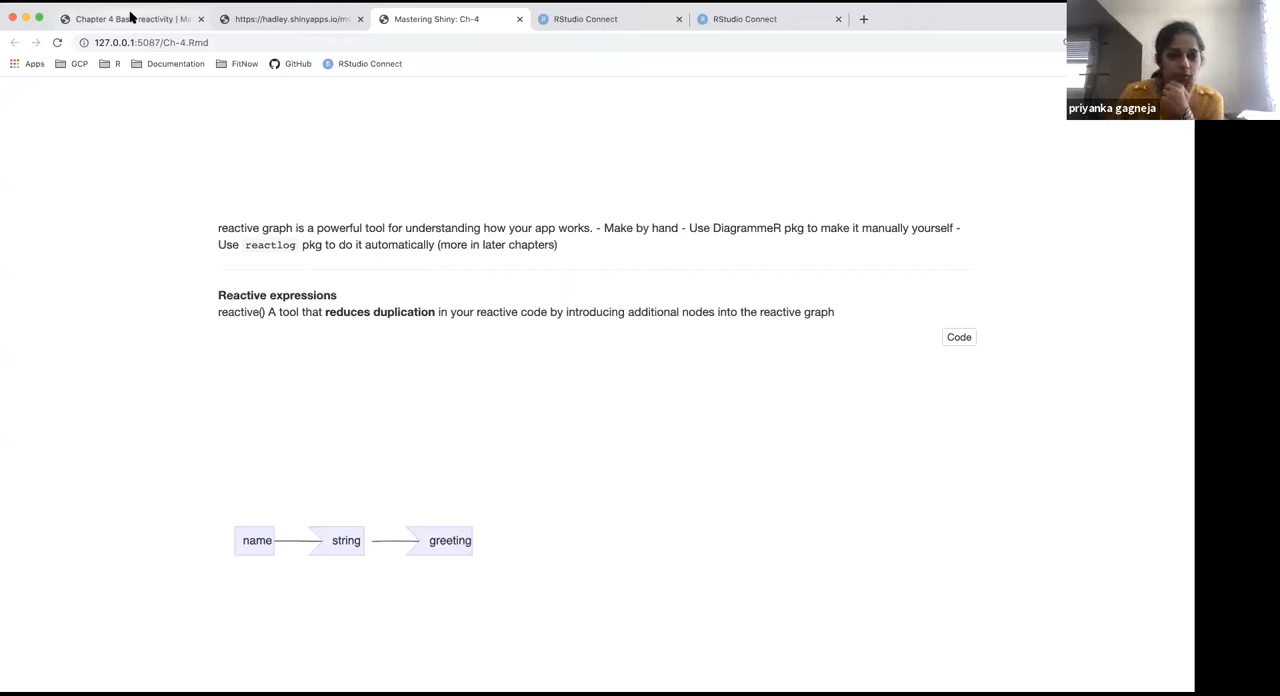 Chapter 4 Basic reactivity | Ma
https://hadley.shinyapps.io/ms
Mastering Shiny: Ch-4
RStudio Connect
RStudio Connect
127.0.0.1:5087/Ch-4.Rmd
Apps GCP R Documentation FitNow GitHub RStudio Connect
priyanka gagneja
reactive graph is a powerful tool for understanding how your app works. - Make by hand - Use DiagrammeR pkg to make it manually yourself -
Use reactlog pkg to do it automatically (more in later chapters)
Reactive expressions
reactive() A tool that reduces duplication in your reactive code by introducing additional nodes into the reactive graph
Code
name string greeting